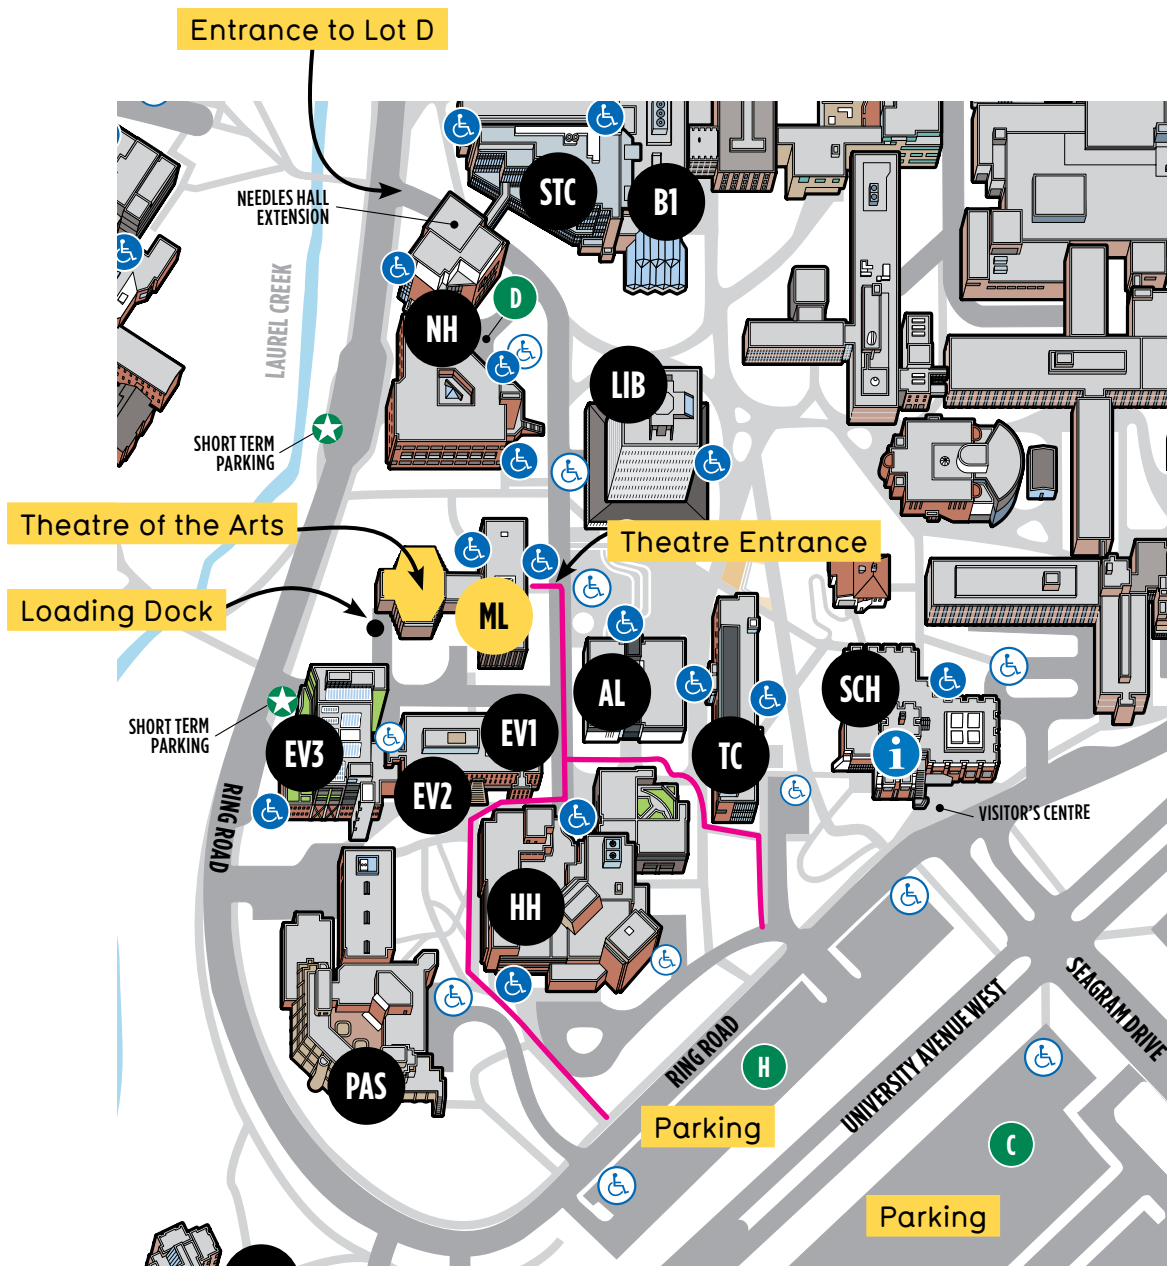 Entrance to Lot D
STC
B1
NEEDLES HALL
EXTENSION
LAUREL CREEK
D
NH
LIB
SHORT TERM
PARKING
Theatre of the Arts
Theatre Entrance
Loading Dock
ML
AL
SCH
SHORT TERM
PARKING
EV3
EV1
TC
i
EV2
VISITOR'S CENTRE
RING ROAD
HH
SEAGRAM DRIVE
RING ROAD
UNIVERSITY AVENUE WEST
H
PAS
Parking
C
Parking